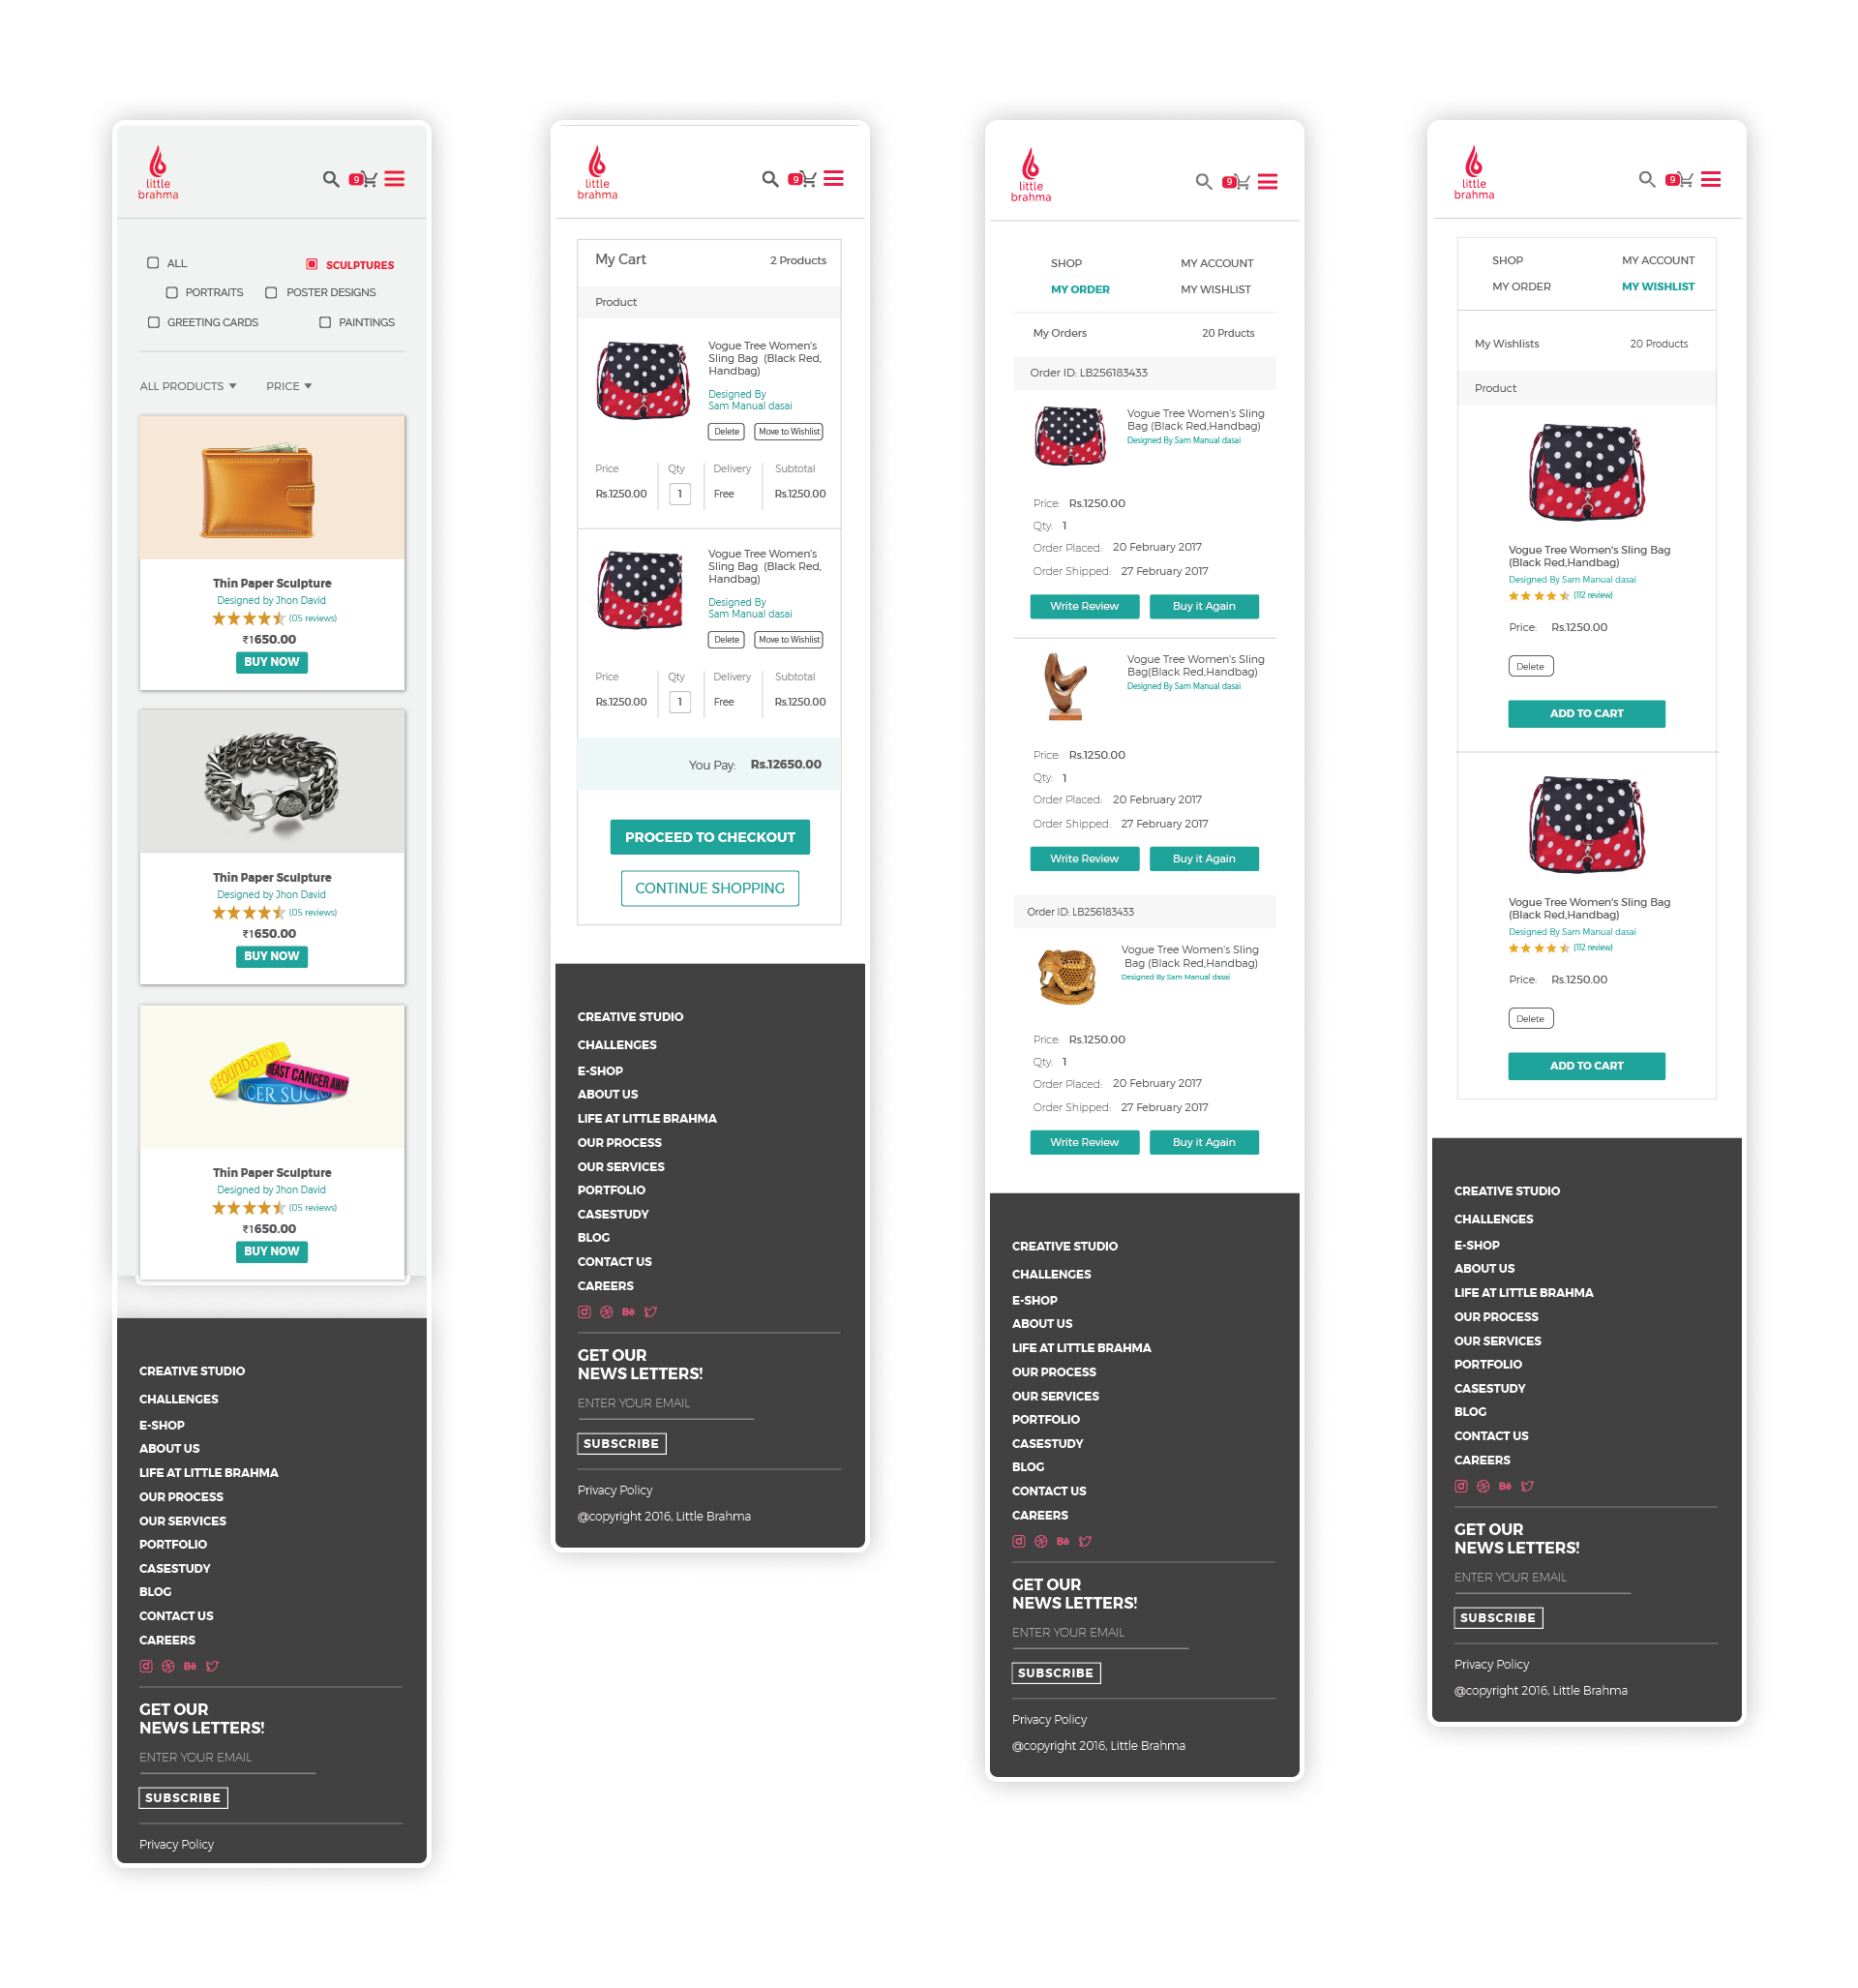 little
brahma
9
ALL
SCULPTURES
PORTRAITS
POSTER DESIGNS
GREETING CARDS
PAINTINGS
ALL PRODUCTS
PRICE
Thin Paper Sculpture
Designed by Jhon David
(05 reviews)
₹1650.00
BUY NOW
Thin Paper Sculpture
Designed by Jhon David
(05 reviews)
₹1650.00
BUY NOW
S FOUNDATION
EAST CANCER AWA
NCER SUCK
Thin Paper Sculpture
Designed by Jhon David
(05 reviews)
₹1650.00
BUY NOW
CREATIVE STUDIO
CHALLENGES
E-SHOP
ABOUT US
LIFE AT LITTLE BRAHMA
OUR PROCESS
OUR SERVICES
PORTFOLIO
CASESTUDY
BLOG
CONTACT US
CAREERS
Bē
GET OUR
NEWS LETTERS!
ENTER YOUR EMAIL
SUBSCRIBE
Privacy Policy
little
brahma
9
My Cart
2 Products
Product
Vogue Tree Women's
Sling Bag (Black Red,
Handbag)
Designed By
Sam Manual dasai
Delete
Move to Wishlist
Price Qty Delivery Subtotal
Rs.1250.00 1 Free Rs.1250.00
Vogue Tree Women's
Sling Bag (Black Red,
Handbag)
Designed By
Sam Manual dasai
Delete
Move to Wishlist
Price Qty Delivery Subtotal
Rs.1250.00 1 Free Rs.1250.00
You Pay: Rs.12650.00
PROCEED TO CHECKOUT
CONTINUE SHOPPING
CREATIVE STUDIO
CHALLENGES
E-SHOP
ABOUT US
LIFE AT LITTLE BRAHMA
OUR PROCESS
OUR SERVICES
PORTFOLIO
CASESTUDY
BLOG
CONTACT US
CAREERS
Bē
GET OUR
NEWS LETTERS!
ENTER YOUR EMAIL
SUBSCRIBE
Privacy Policy
@copyright 2016, Little Brahma
little
brahma
9
SHOP
MY ACCOUNT
MY ORDER
MY WISHLIST
My Orders
20 Prducts
Order ID: LB256183433
Vogue Tree Women's Sling
Bag (Black Red,Handbag)
Designed By Sam Manual dasai
Price: Rs.1250.00
Qty: 1
Order Placed: 20 February 2017
Order Shipped: 27 February 2017
Write Review
Buy it Again
Vogue Tree Women's Sling
Bag(Black Red,Handbag)
Designed By Sam Manual dasai
Price: Rs.1250.00
Qty: 1
Order Placed: 20 February 2017
Order Shipped: 27 February 2017
Write Review
Buy it Again
Order ID: LB256183433
Vogue Tree Women's Sling
Bag (Black Red,Handbag)
Designed By Sam Manual dasai
Price: Rs.1250.00
Qty: 1
Order Placed: 20 February 2017
Order Shipped: 27 February 2017
Write Review
Buy it Again
CREATIVE STUDIO
CHALLENGES
E-SHOP
ABOUT US
LIFE AT LITTLE BRAHMA
OUR PROCESS
OUR SERVICES
PORTFOLIO
CASESTUDY
BLOG
CONTACT US
CAREERS
Bē
GET OUR
NEWS LETTERS!
ENTER YOUR EMAIL
SUBSCRIBE
Privacy Policy
@copyright 2016, Little Brahma
little
brahma
9
SHOP
MY ACCOUNT
MY ORDER
MY WISHLIST
My Wishlists
20 Products
Product
Vogue Tree Women's Sling Bag
(Black Red,Handbag)
Designed By Sam Manual dasai
(112 review)
Price: Rs.1250.00
Delete
ADD TO CART
Vogue Tree Women's Sling Bag
(Black Red,Handbag)
Designed By Sam Manual dasai
(112 review)
Price: Rs.1250.00
Delete
ADD TO CART
CREATIVE STUDIO
CHALLENGES
E-SHOP
ABOUT US
LIFE AT LITTLE BRAHMA
OUR PROCESS
OUR SERVICES
PORTFOLIO
CASESTUDY
BLOG
CONTACT US
CAREERS
Bē
GET OUR
NEWS LETTERS!
ENTER YOUR EMAIL
SUBSCRIBE
Privacy Policy
@copyright 2016, Little Brahma